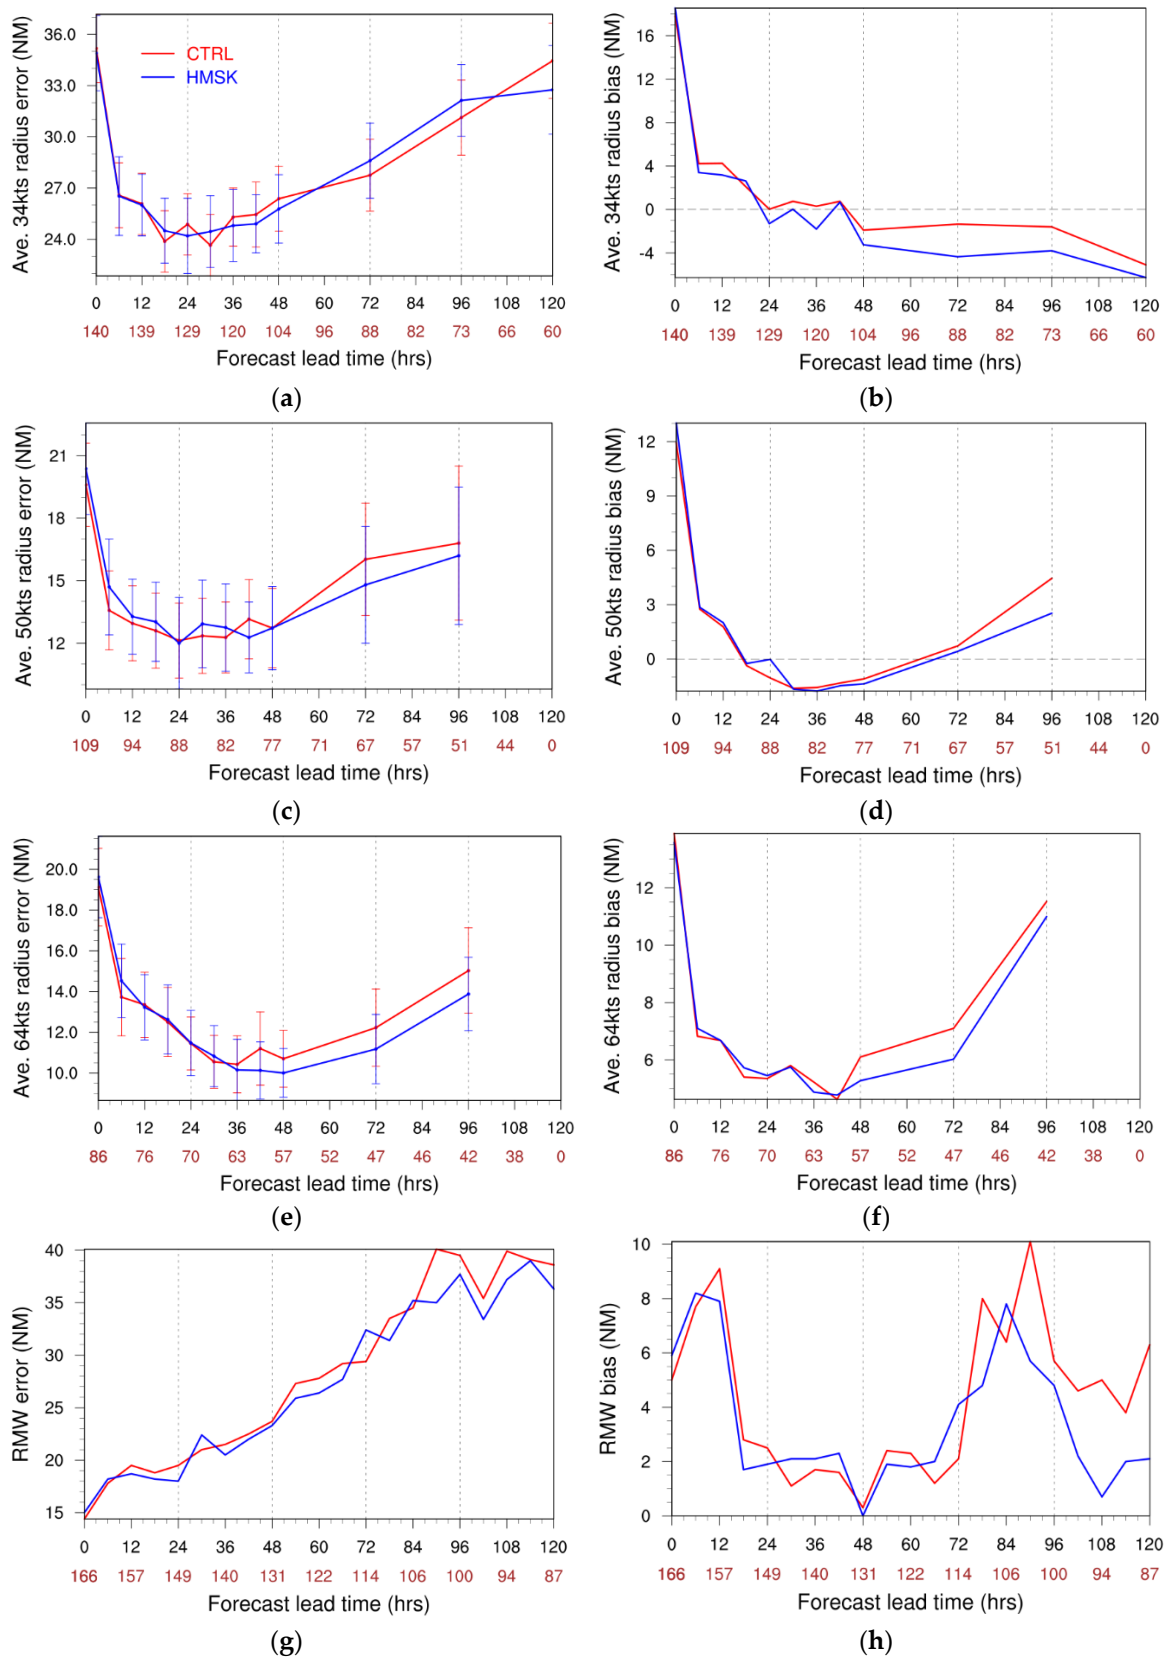 Ave. 34kts radius error (NM)
36.0
33.0
30.0
27.0
24.0
CTRL
HMSK
0 12 24 36 48 72 96 108 120
140 139 129 120 104 96 88 82 73 66 60
Forecast lead time (hrs)
(a)
Ave. 34kts radius bias (NM)
16
12
8
4
0
-4
0 12 24 36 48 60 72 84 96 108 120
140 139 129 120 104 96 88 82 73 66 60
Forecast lead time (hrs)
(b)
Ave. 50kts radius error (NM)
21
18
15
12
0 12 24 36 48 60 72 84 96 108 120
109 94 88 82 77 71 67 57 51 44 0
Forecast lead time (hrs)
(c)
Ave. 50kts radius bias (NM)
12
9
6
3
0
0 12 24 36 48 60 72 84 96 108 120
109 94 88 82 77 71 67 57 51 44 0
Forecast lead time (hrs)
(d)
Ave. 64kts radius error (NM)
20.0
18.0
16.0
14.0
12.0
10.0
0 12 24 36 48 60 72 84 96 108 120
86 76 70 63 57 52 47 46 42 38 0
Forecast lead time (hrs)
(e)
Ave. 64kts radius bias (NM)
12
10
8
6
0 12 24 36 48 60 72 84 96 108 120
86 76 70 63 57 52 47 46 42 38 0
Forecast lead time (hrs)
(f)
RMW error (NM)
40
35
30
25
20
15
0 12 24 36 48 60 72 84 96 108 120
166 157 149 140 131 122 114 106 100 94 87
Forecast lead time (hrs)
(g)
RMW bias (NM)
10
8
6
4
2
0
0 12 24 36 48 60 72 84 96 108 120
166 157 149 140 131 122 114 106 100 94 87
Forecast lead time (hrs)
(h)